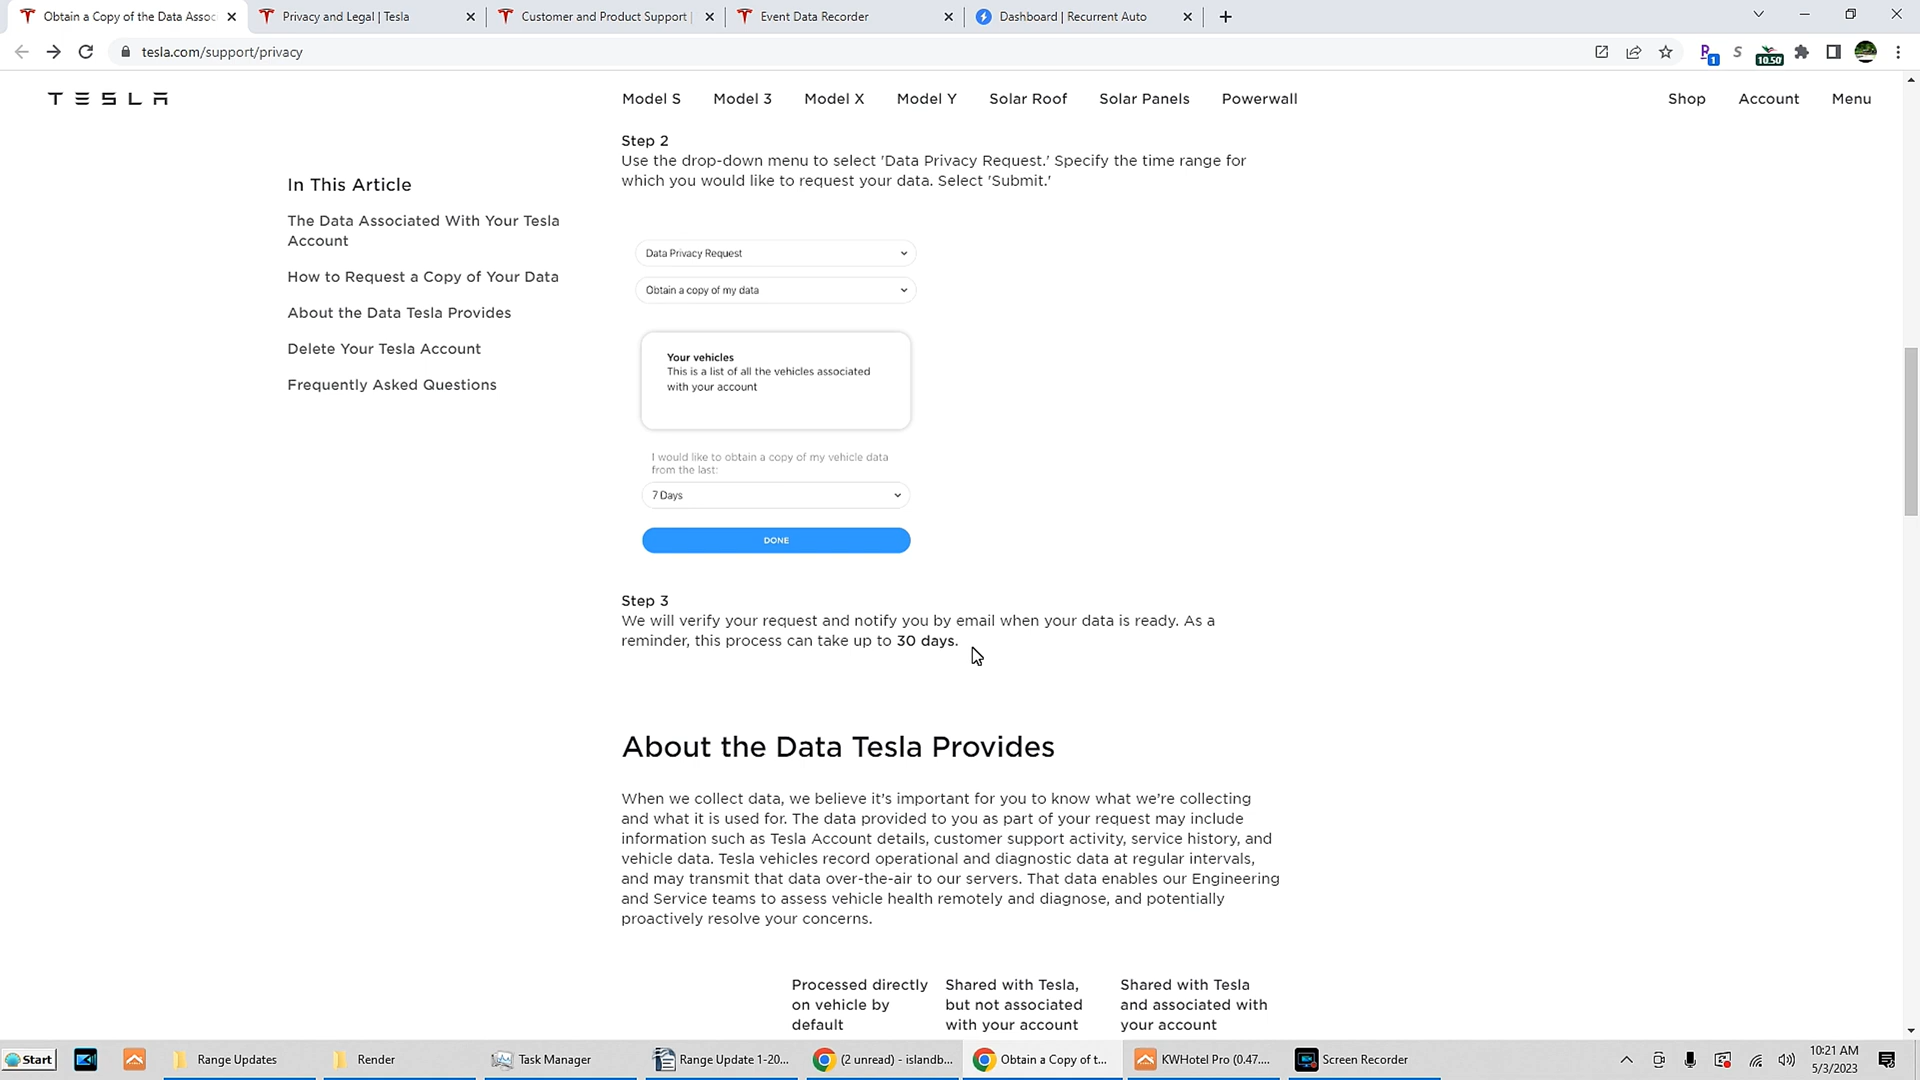 Obtain a Copy of the Data Assoc
Privacy and Legal | Tesla
Customer and Product Support |
Event Data Recorder
Dashboard | Recurrent Auto
tesla.com/support/privacy
1
S
10.50
TESLA
Model S
Model 3
Model X
Model Y
Solar Roof
Solar Panels
Powerwall
Shop
Account
Menu
In This Article
The Data Associated With Your Tesla
Account
How to Request a Copy of Your Data
About the Data Tesla Provides
Delete Your Tesla Account
Frequently Asked Questions
Step 2
Use the drop-down menu to select 'Data Privacy Request.' Specify the time range for
which you would like to request your data. Select 'Submit.'
Data Privacy Request
Obtain a copy of my data
Your vehicles
This is a list of all the vehicles associated
with your account
I would like to obtain a copy of my vehicle data
from the last:
7 Days
DONE
Step 3
We will verify your request and notify you by email when your data is ready. As a
reminder, this process can take up to 30 days.
About the Data Tesla Provides
When we collect data, we believe it's important for you to know what we're collecting
and what it is used for. The data provided to you as part of your request may include
information such as Tesla Account details, customer support activity, service history, and
vehicle data. Tesla vehicles record operational and diagnostic data at regular intervals,
and may transmit that data over-the-air to our servers. That data enables our Engineering
and Service teams to assess vehicle health remotely and diagnose, and potentially
proactively resolve your concerns.
Processed directly
on vehicle by
default
Shared with Tesla,
but not associated
with your account
Shared with Tesla
and associated with
your account
Start
Range Updates
Render
Task Manager
Range Update 1-20...
(2 unread) - islandb...
Obtain a Copy of t...
KWHotel Pro (0.47....
Screen Recorder
10:21 AM
5/3/2023